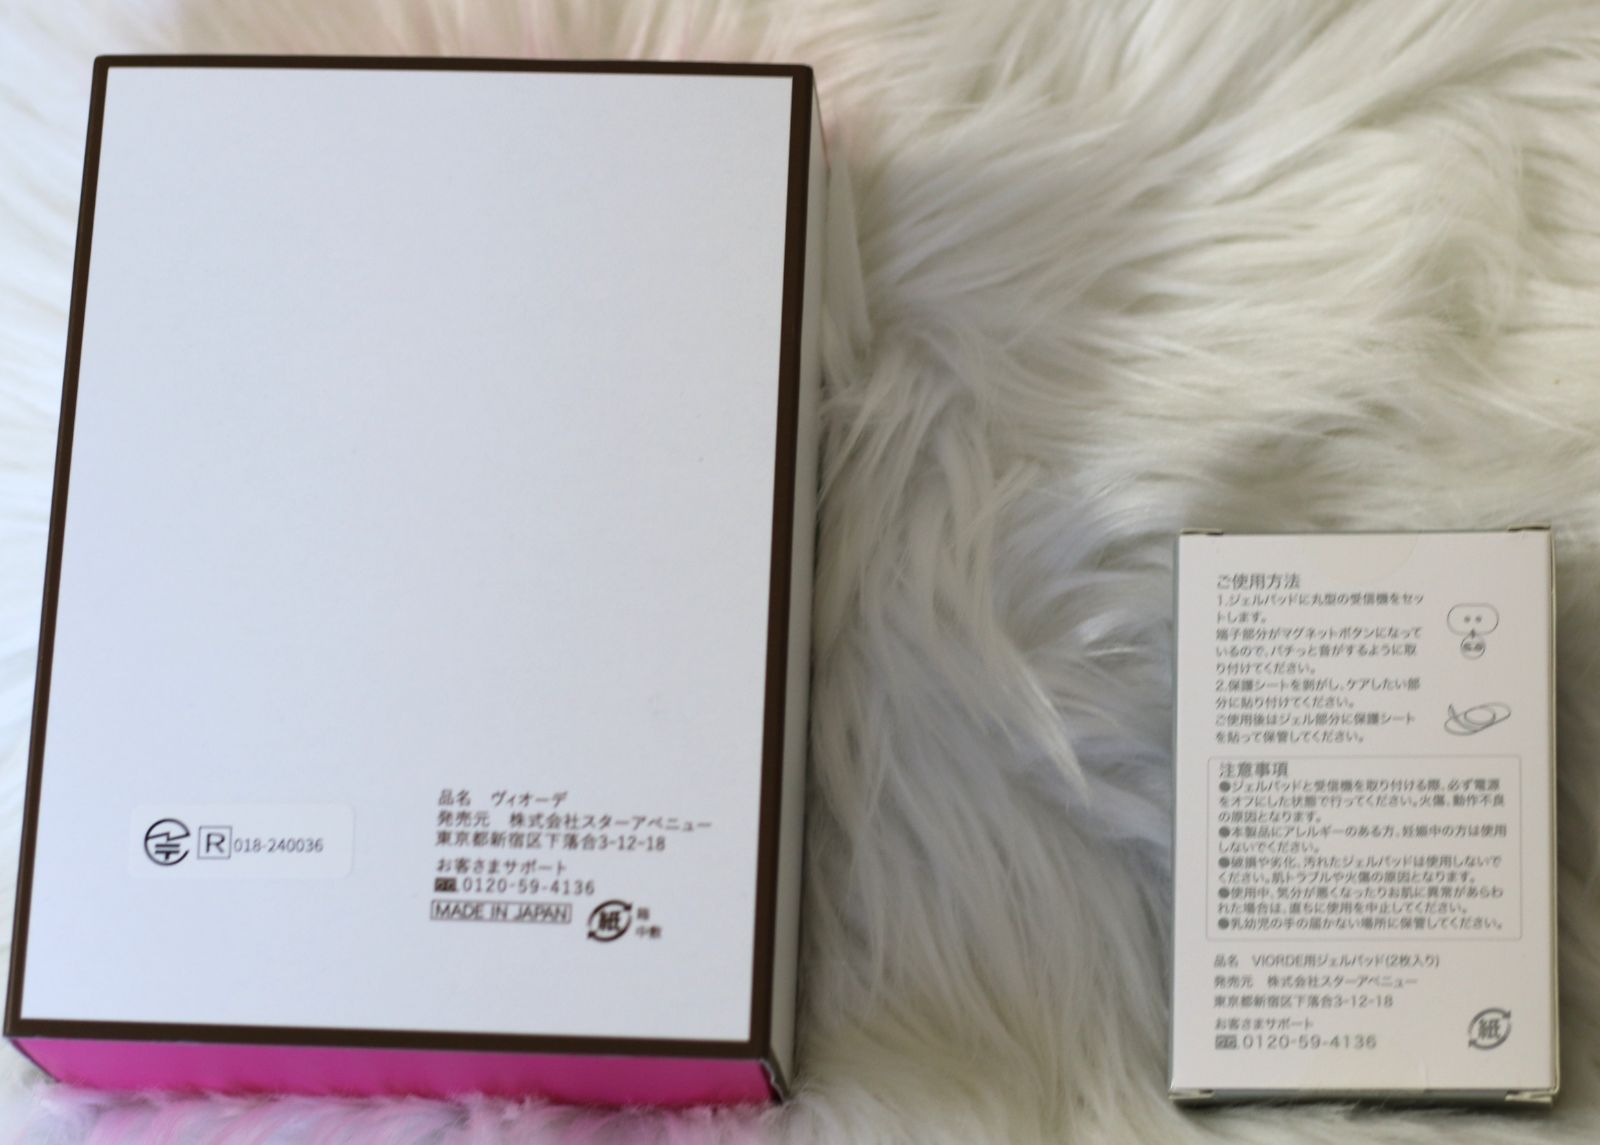 R 018-240036
品名　ヴィオーデ
発売元　株式会社スターアベニュー
東京都新宿区下落合3-12-18
お客さまサポート
0120-59-4136
MADE IN JAPAN
紙
箱
中敷
ご使用方法
1.ジェルパッドに丸型の受信機をセッ
トします。
端子部分がマグネットボタンになって
いるので、パチっと音がするように取
り付けてください。
2.保護シートを剥がし、ケアしたい部
分に貼り付けてください。
ご使用後はジェル部分に保護シート
を貼って保管してください。
注意事項
●ジェルパッドと受信機を取り付ける際、必ず電源
をオフにした状態で行ってください。火傷、動作不良
の原因となります。
●本製品にアレルギーのある方、妊娠中の方は使用
しないでください。
●破損や劣化、汚れたジェルパッドは使用しないで
ください。肌トラブルや火傷の原因となります。
●使用中、気分が悪くなったりお肌に異常があらわ
れた場合は、直ちに使用を中止してください。
●乳幼児の手の届かない場所に保管してください。
品名　VIORDE用ジェルパッド(2枚入り)
発売元　株式会社スターアベニュー
東京都新宿区下落合3-12-18
お客さまサポート
0120-59-4136
紙